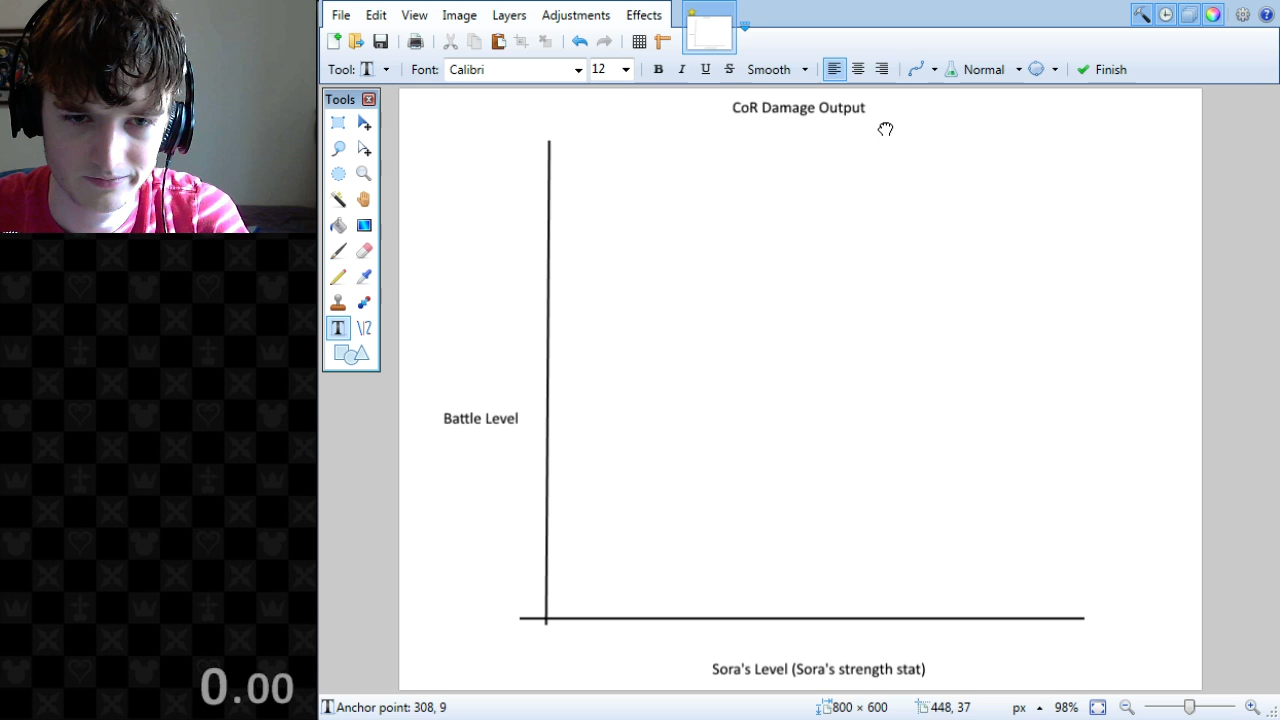 File Edit View Image Layers Adjustments Effects
Tool: T Font: Calibri 12 B I U S Smooth Normal Finish
Tools
CoR Damage Output
Battle Level
Sora's Level (Sora's strength stat)
0.00
Anchor point: 308, 9 800 × 600 448, 37 px 98%